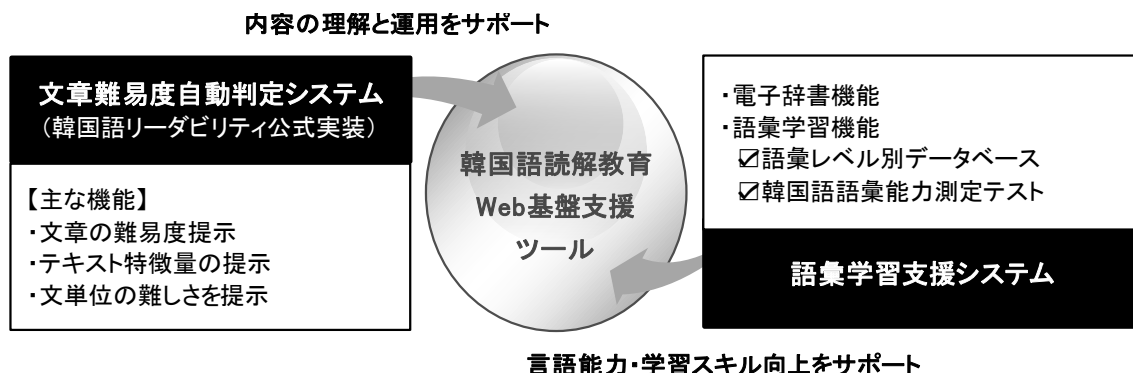 内容の理解と運用をサポート
文章難易度自動判定システム
（韓国語リーダビリティ公式実装）
【主な機能】
・文章の難易度提示
・テキスト特徴量の提示
・文単位の難しさを提示
韓国語読解教育
Web基盤支援
ツール
・電子辞書機能
・語彙学習機能
☑語彙レベル別データベース
☑韓国語語彙能力測定テスト
語彙学習支援システム
言語能力・学習スキル向上をサポート